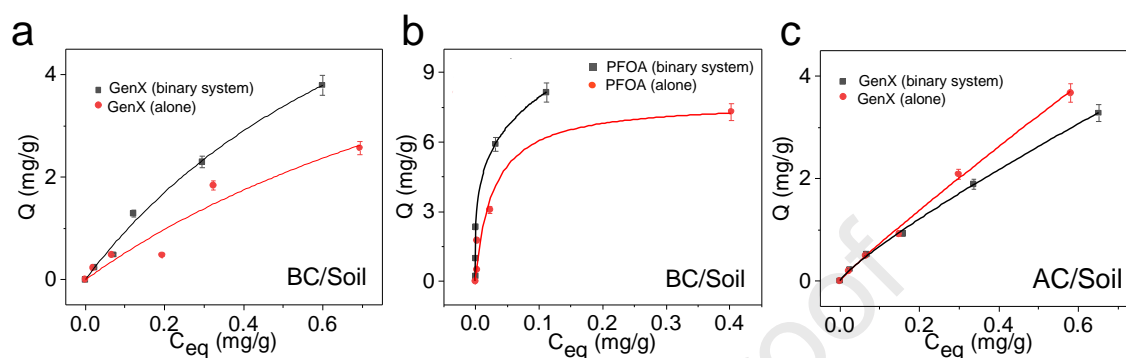 a
Q (mg/g)
4
2
0
GenX (binary system)
GenX (alone)
BC/Soil
0.0 0.2 0.4 0.6
Ceq (mg/g)
b
Q (mg/g)
9
6
3
0
PFOA (binary system)
PFOA (alone)
BC/Soil
0.0 0.1 0.2 0.3 0.4
Ceq (mg/g)
c
Q (mg/g)
4
2
0
GenX (binary system)
GenX (alone)
AC/Soil
0.0 0.2 0.4 0.6
Ceq (mg/g)
oof